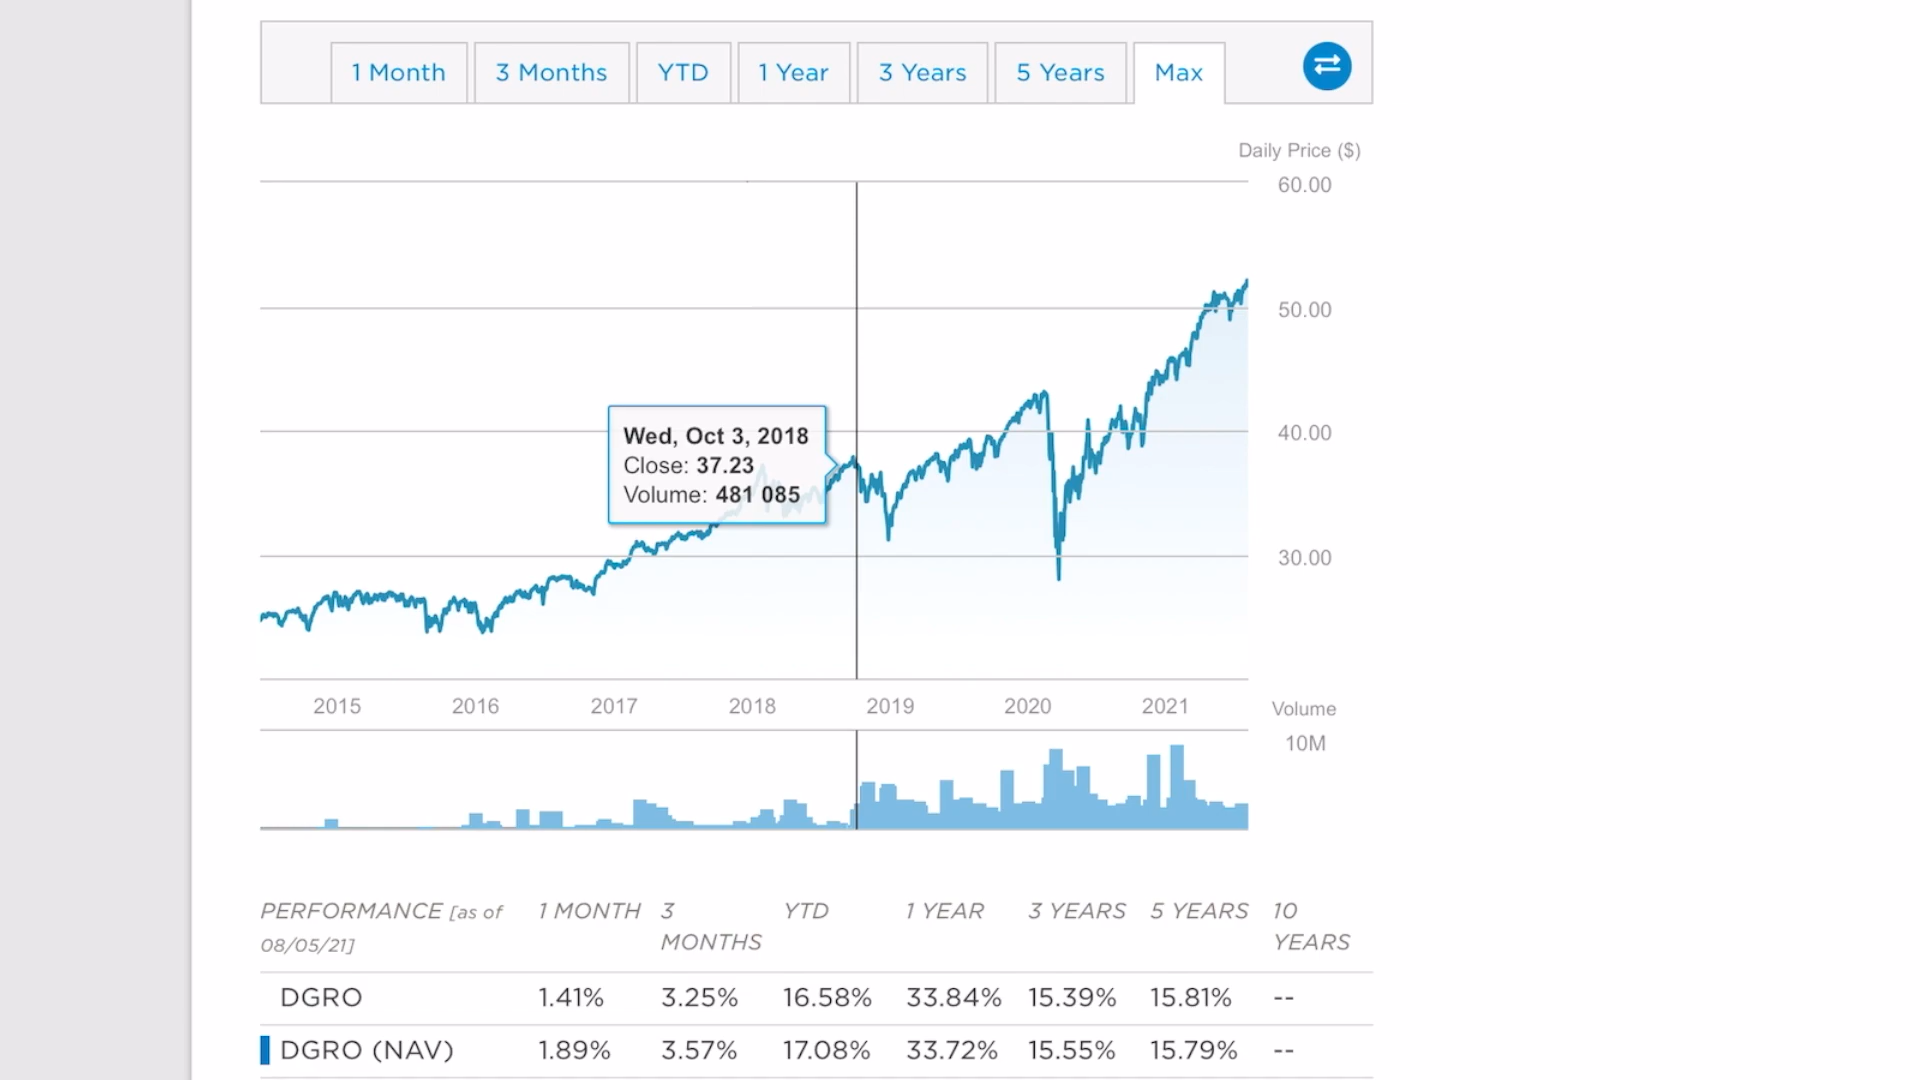 1 Month 3 Months YTD 1 Year 3 Years 5 Years Max
Daily Price ($)
60.00
50.00
40.00
30.00
Wed, Oct 3, 2018
Close: 37.23
Volume: 481 085
2015 2016 2017 2018 2019 2020 2021
Volume
10M
PERFORMANCE [as of 08/05/21] 1 MONTH 3 MONTHS YTD 1 YEAR 3 YEARS 5 YEARS 10 YEARS
DGRO 1.41% 3.25% 16.58% 33.84% 15.39% 15.81% --
DGRO (NAV) 1.89% 3.57% 17.08% 33.72% 15.55% 15.79% --